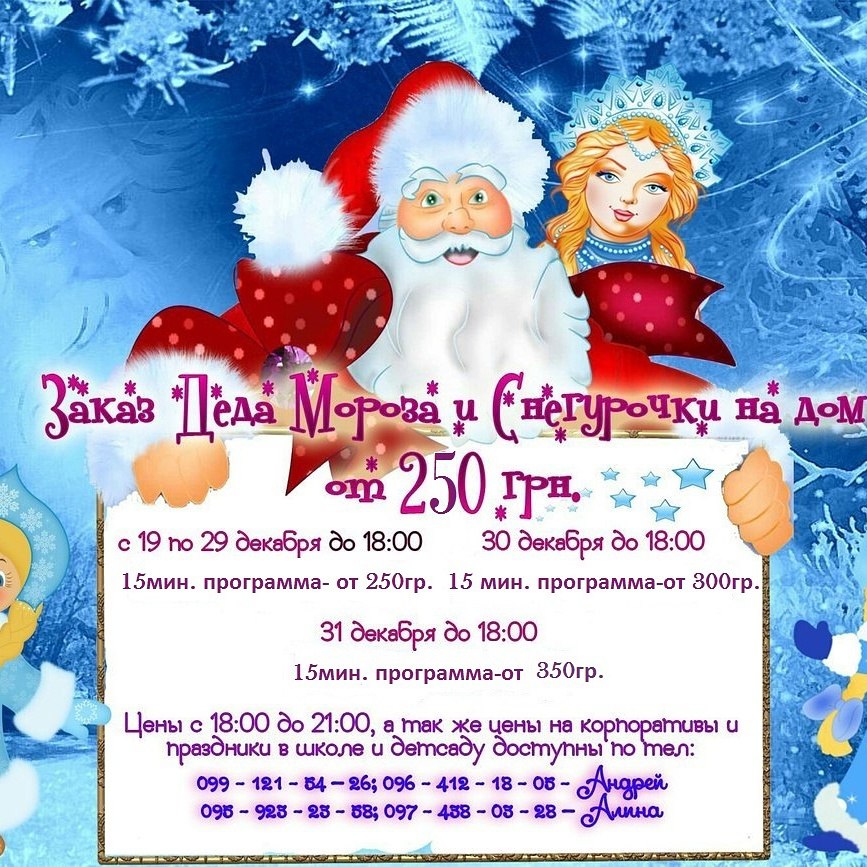 Заказ Деда Мороза и Снегурочки на дом
от 250 грн.
с 19 по 29 декабря до 18:00 30 декабря до 18:00
15мин. программа- от 250гр. 15 мин. программа-от 300гр.
31 декабря до 18:00
15мин. программа-от 350гр.
Цены с 18:00 до 21:00, а так же цены на корпоративы и
праздники в школе и детсаду доступны по тел:
099 - 121 - 54 - 26; 096 - 412 - 18 - 05 - Андрей
095 - 923 - 23 - 58; 097 - 438 - 03 - 28 - Алина